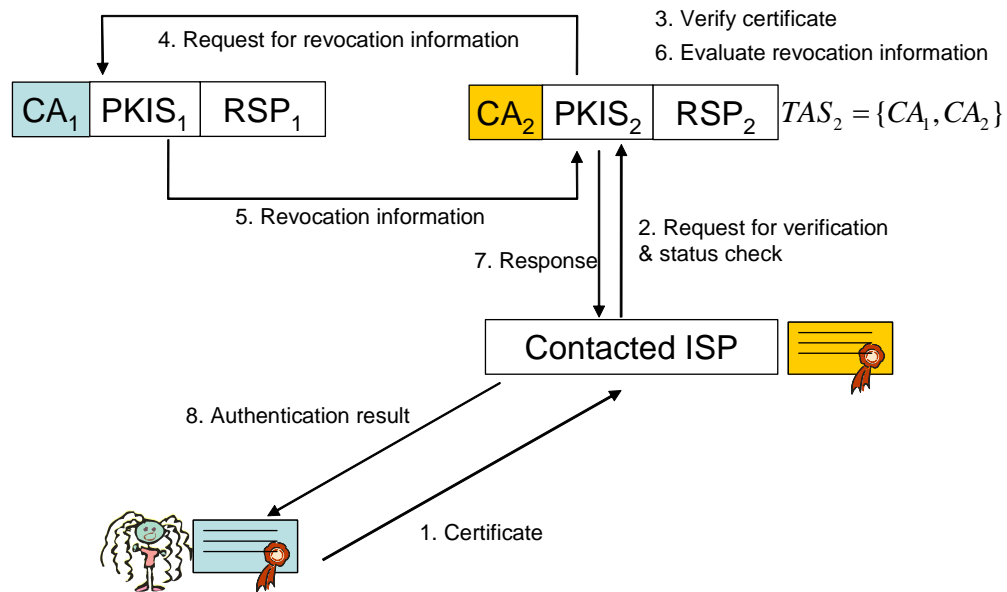 3. Verify certificate
4. Request for revocation information
6. Evaluate revocation information
CA₁ PKIS₁ RSP₁
CA₂ PKIS₂ RSP₂ TAS₂ = {CA₁, CA₂}
5. Revocation information
2. Request for verification
& status check
7. Response
Contacted ISP
8. Authentication result
1. Certificate